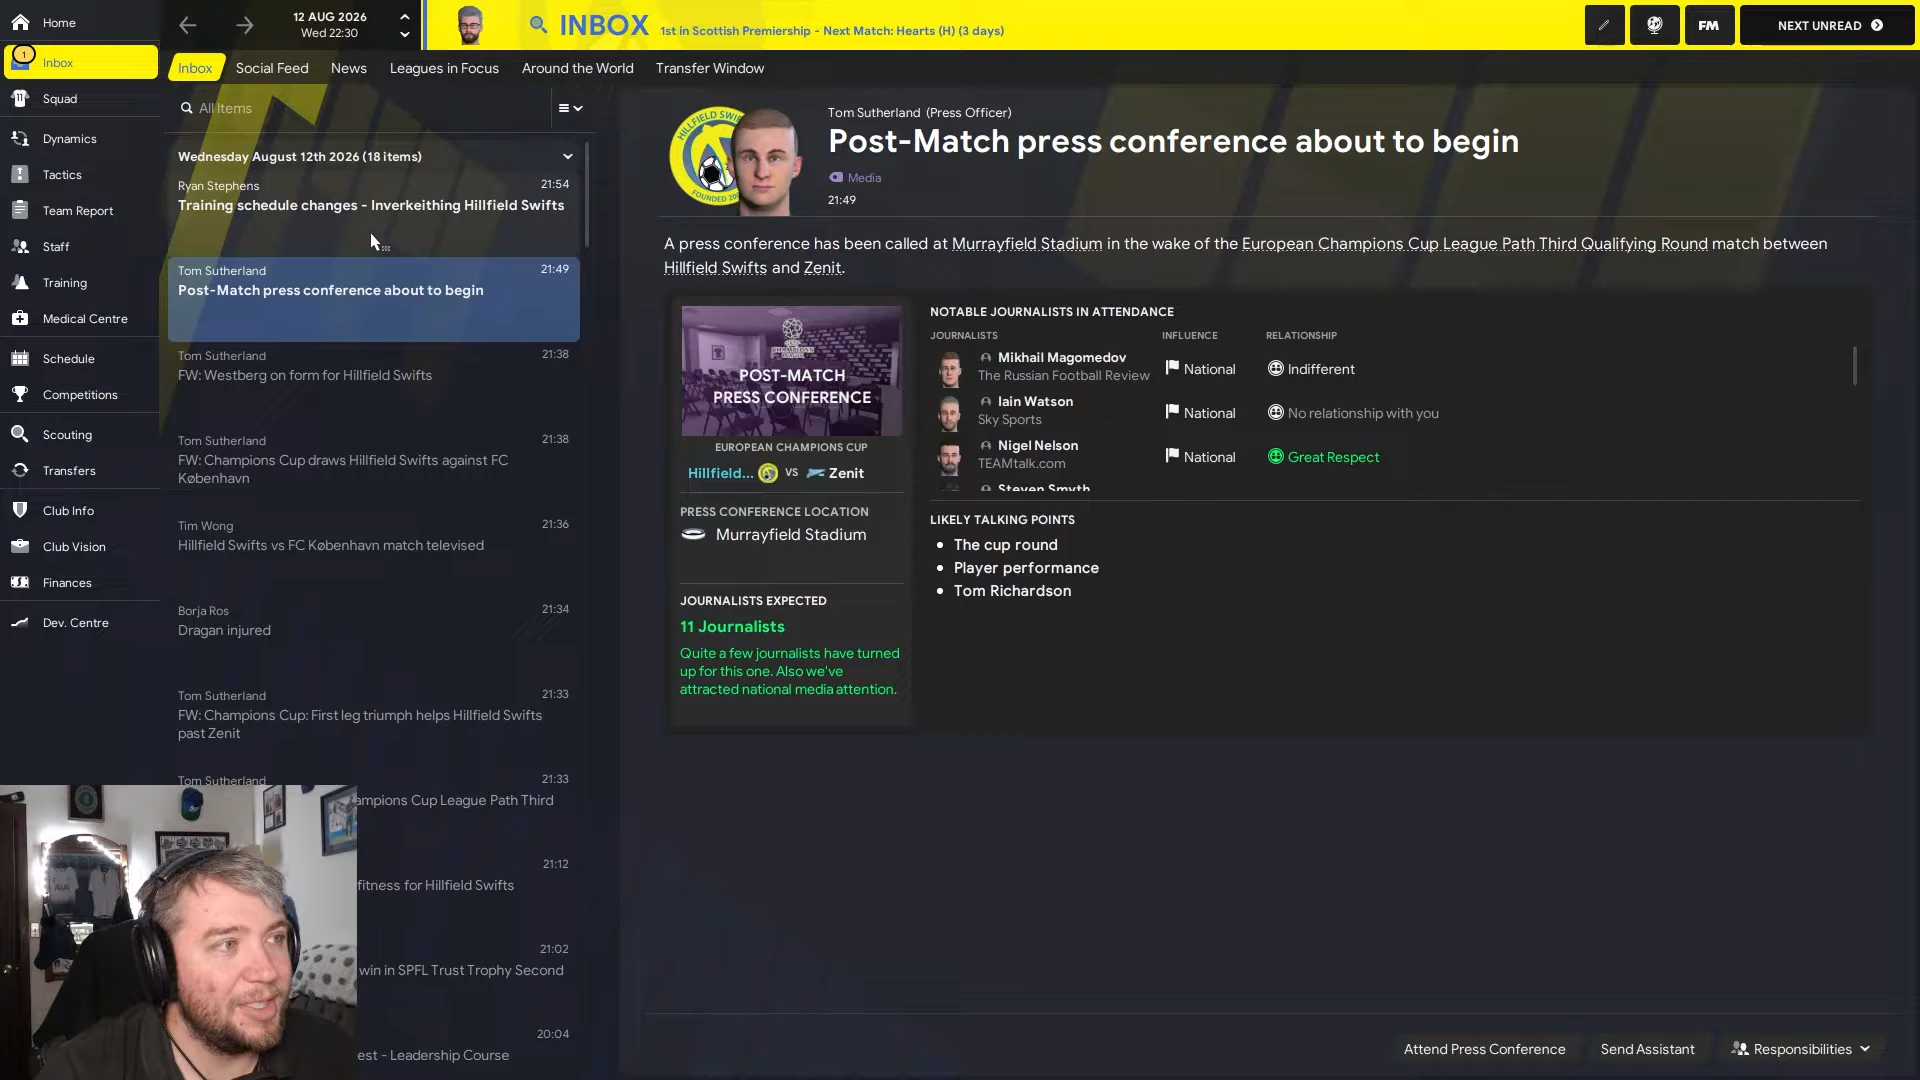 Home
12 AUG 2026
Wed 22:30
INBOX
1st in Scottish Premiership - Next Match: Hearts (H) (3 days)
FM
NEXT UNREAD
1
Inbox
Squad
Dynamics
Tactics
Team Report
Staff
Training
Medical Centre
Schedule
Competitions
Scouting
Transfers
Club Info
Club Vision
Finances
Dev. Centre
Inbox
Social Feed
News
Leagues in Focus
Around the World
Transfer Window
All Items
Wednesday August 12th 2026 (18 items)
Ryan Stephens
21:54
Training schedule changes - Inverkeithing Hillfield Swifts
Tom Sutherland
21:49
Post-Match press conference about to begin
Tom Sutherland
21:38
FW: Westberg on form for Hillfield Swifts
Tom Sutherland
21:38
FW: Champions Cup draws Hillfield Swifts against FC
København
Tim Wong
21:36
Hillfield Swifts vs FC København match televised
Borja Ros
21:34
Dragan injured
Tom Sutherland
21:33
FW: Champions Cup: First leg triumph helps Hillfield Swifts
past Zenit
Tom Sutherland
21:33
ampions Cup League Path Third
21:12
fitness for Hillfield Swifts
21:02
win in SPFL Trust Trophy Second
20:04
est - Leadership Course
Tom Sutherland (Press Officer)
Post-Match press conference about to begin
Media
21:49
A press conference has been called at Murrayfield Stadium in the wake of the European Champions Cup League Path Third Qualifying Round match between
Hillfield Swifts and Zenit.
POST-MATCH
PRESS CONFERENCE
EUROPEAN CHAMPIONS CUP
Hillfield... VS Zenit
PRESS CONFERENCE LOCATION
Murrayfield Stadium
JOURNALISTS EXPECTED
11 Journalists
Quite a few journalists have turned
up for this one. Also we've
attracted national media attention.
NOTABLE JOURNALISTS IN ATTENDANCE
JOURNALISTS
INFLUENCE
RELATIONSHIP
Mikhail Magomedov
The Russian Football Review
National
Indifferent
Iain Watson
Sky Sports
National
No relationship with you
Nigel Nelson
TEAMtalk.com
National
Great Respect
Steven Smyth
LIKELY TALKING POINTS
• The cup round
• Player performance
• Tom Richardson
Attend Press Conference
Send Assistant
Responsibilities